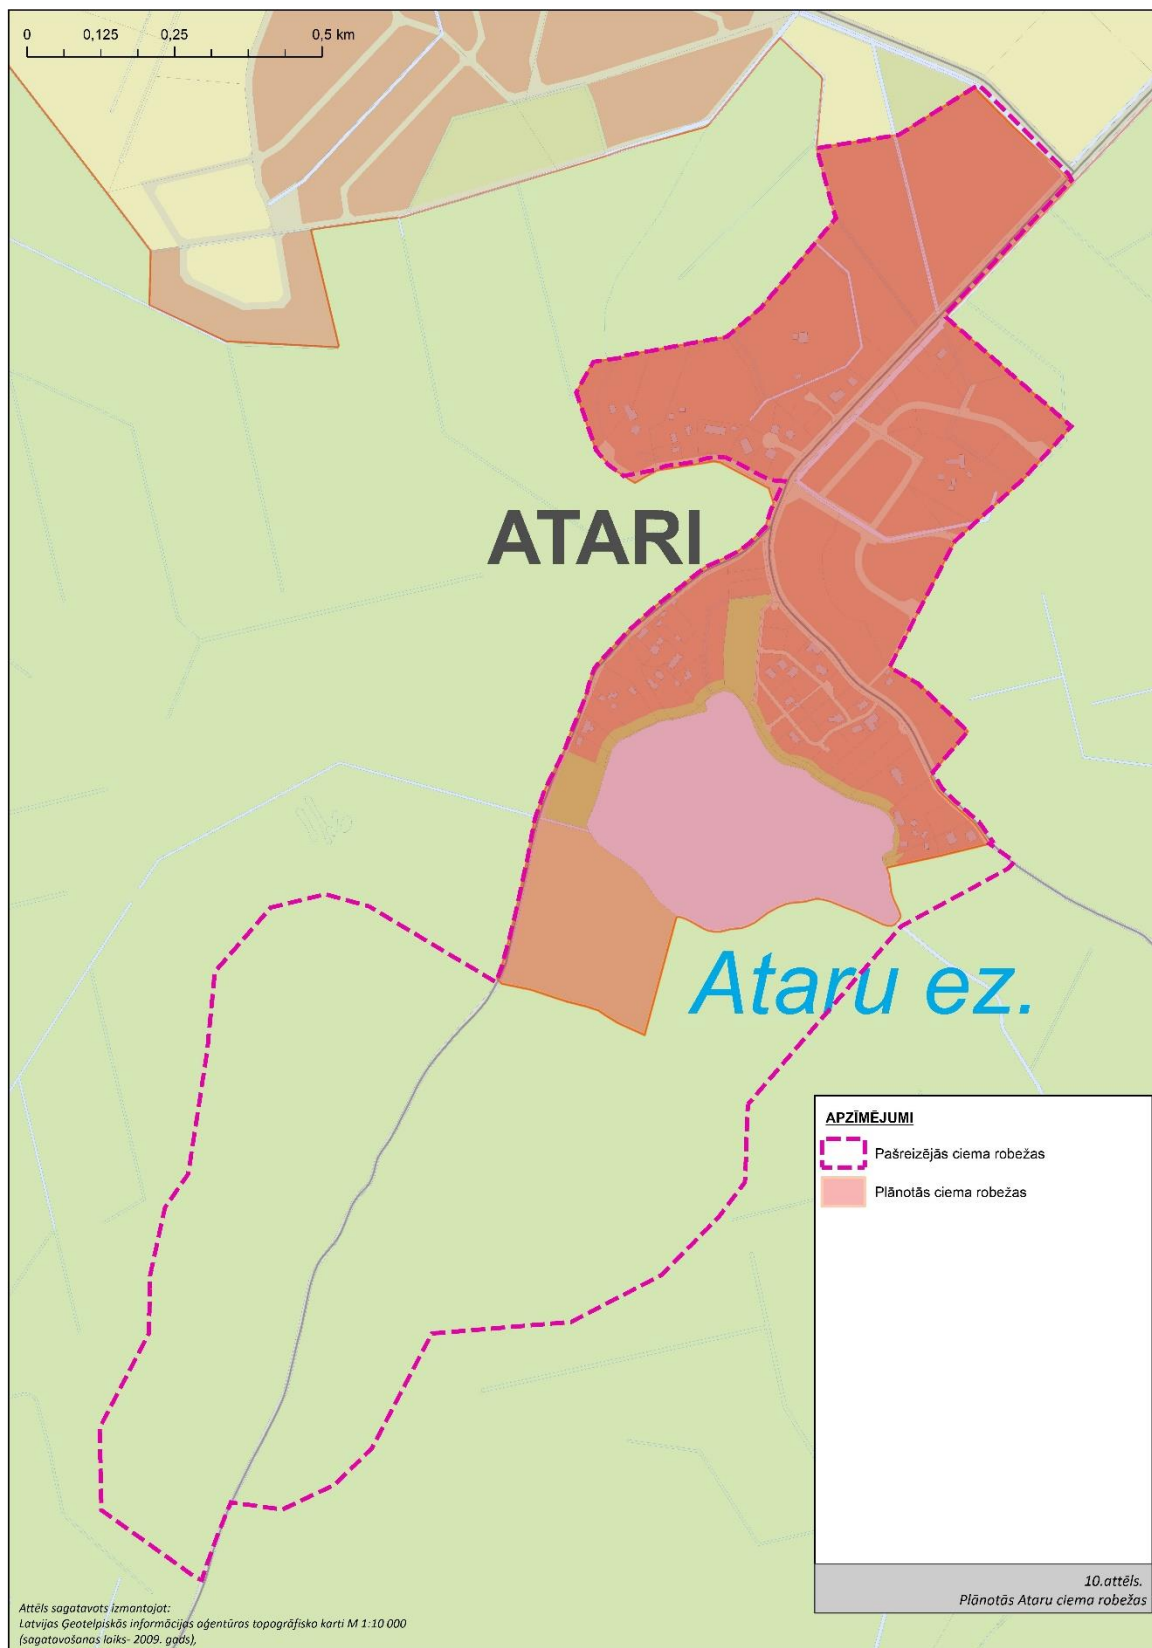 0 0,125 0,25 0,5 km
ATARI
Ataru ez.
APZĪMĒJUMI
Pašreizējās ciema robežas
Plānotās ciema robežas
10.attēls.
Plānotās Ataru ciema robežas
Attēls sagatavots izmantojot:
Latvijas Ģeotelpiskās informācijas aģentūras topogrāfisko karti M 1:10 000
(sagatavošanas laiks- 2009. gads),